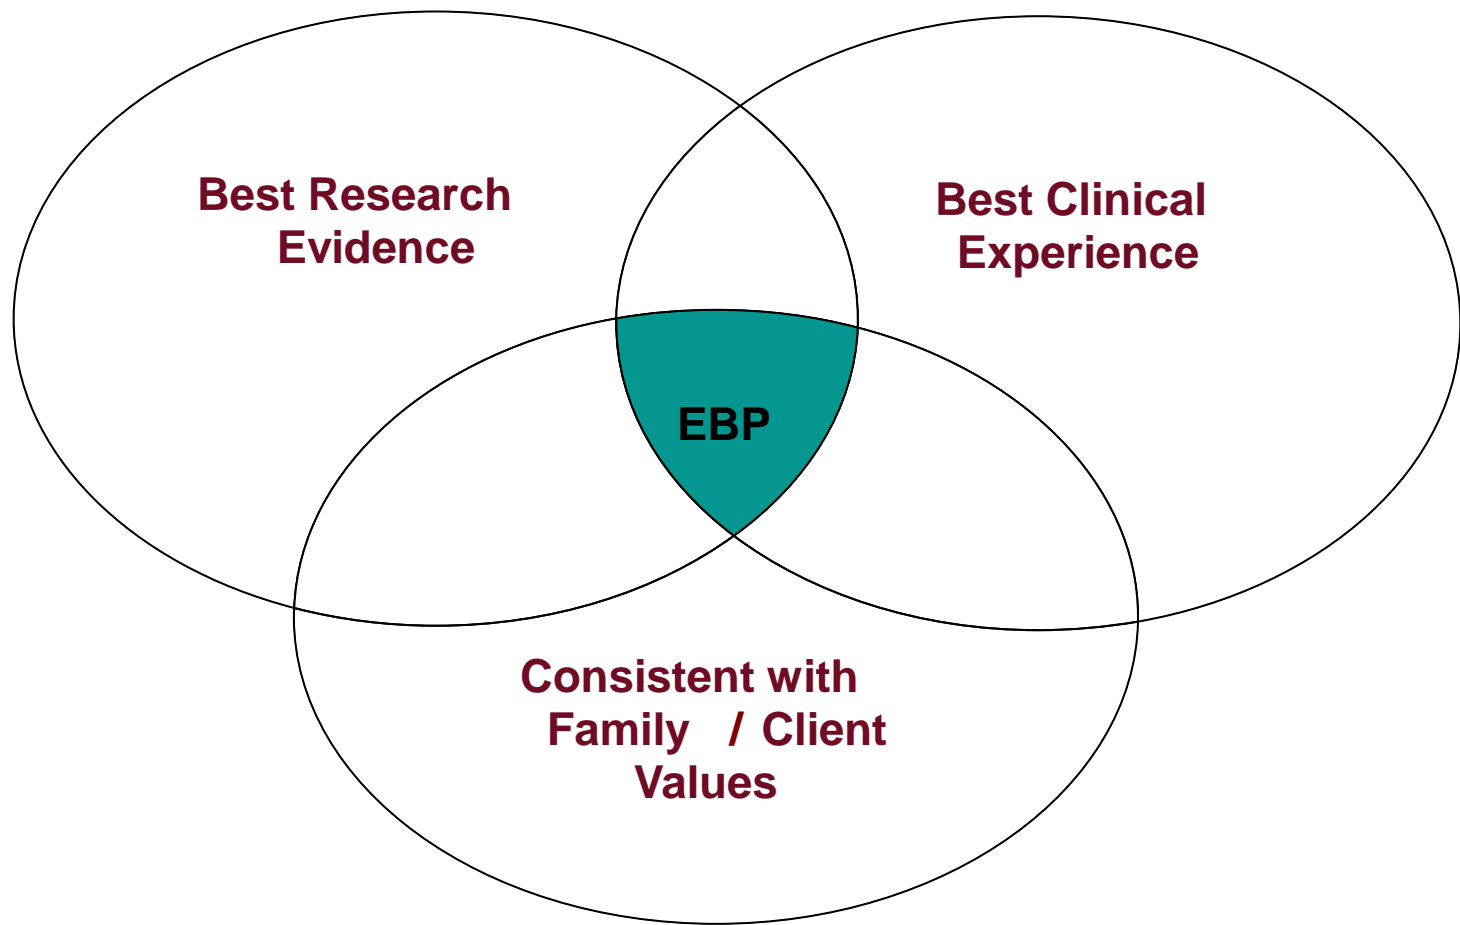 Best Research
Evidence
Best Clinical
Experience
EBP
Consistent with
Family / Client
Values